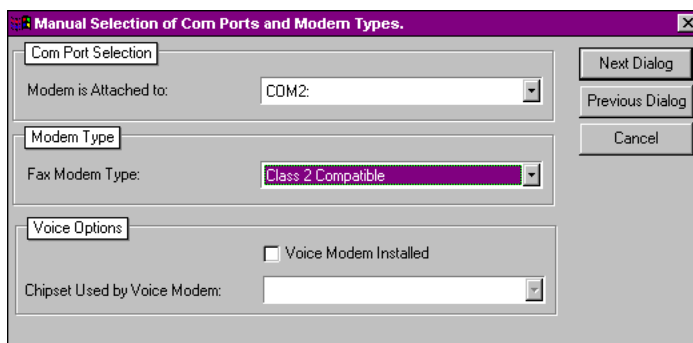 Manual Selection of Com Ports and Modem Types.
Com Port Selection
Modem is Attached to:
COM2:
Next Dialog
Previous Dialog
Cancel
Modem Type
Fax Modem Type:
Class 2 Compatible
Voice Options
Voice Modem Installed
Chipset Used by Voice Modem: